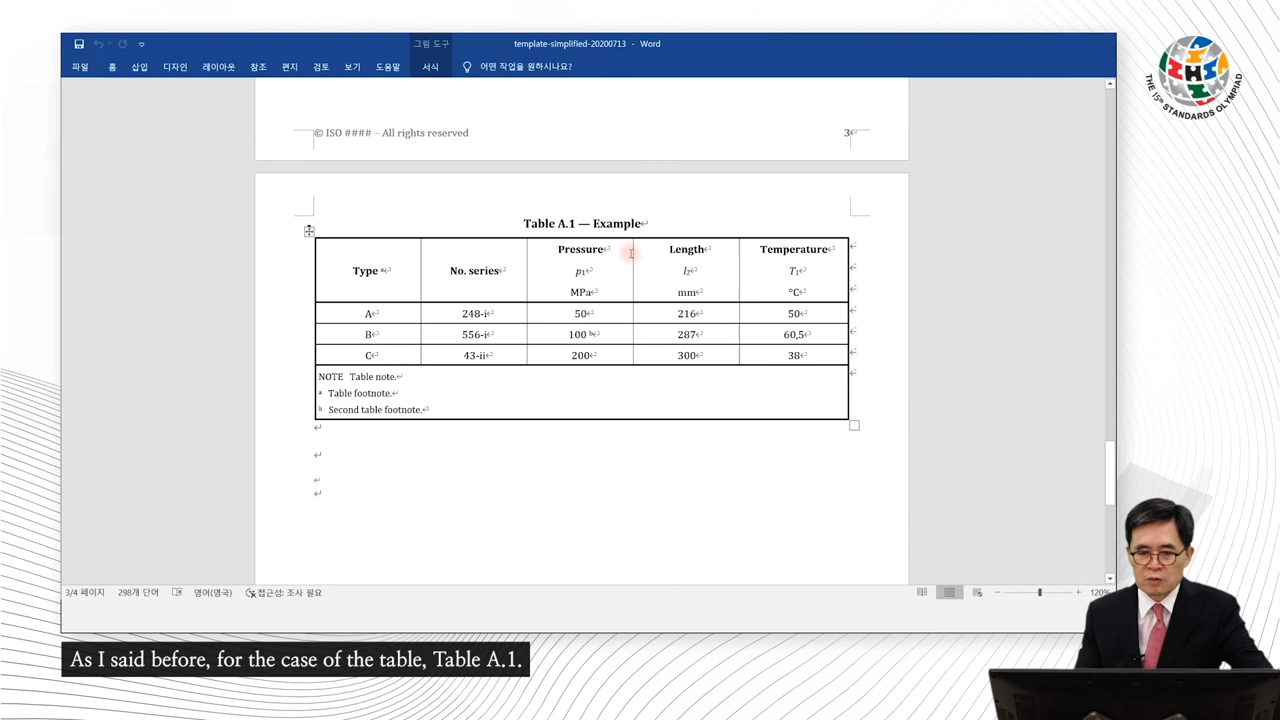 template-simplified-20200713 - Word
그림 도구
파일 홈 삽입 디자인 레이아웃 참조 편지 검토 보기 도움말 서식 어떤 작업을 원하시나요?
THE 15th STANDARDS OLYMPIAD
© ISO #### – All rights reserved 3
Table A.1 — Example
Type a No. series Pressure Length Temperature
p1 l2 T1
MPa mm °C
A 248-i 50 216 50
B 556-i 100 b 287 60,5
C 43-ii 200 300 38
NOTE Table note.
a Table footnote.
b Second table footnote.
3/4 페이지 298개 단어 영어(영국) 접근성: 조사 필요 120%
As I said before, for the case of the table, Table A.1.